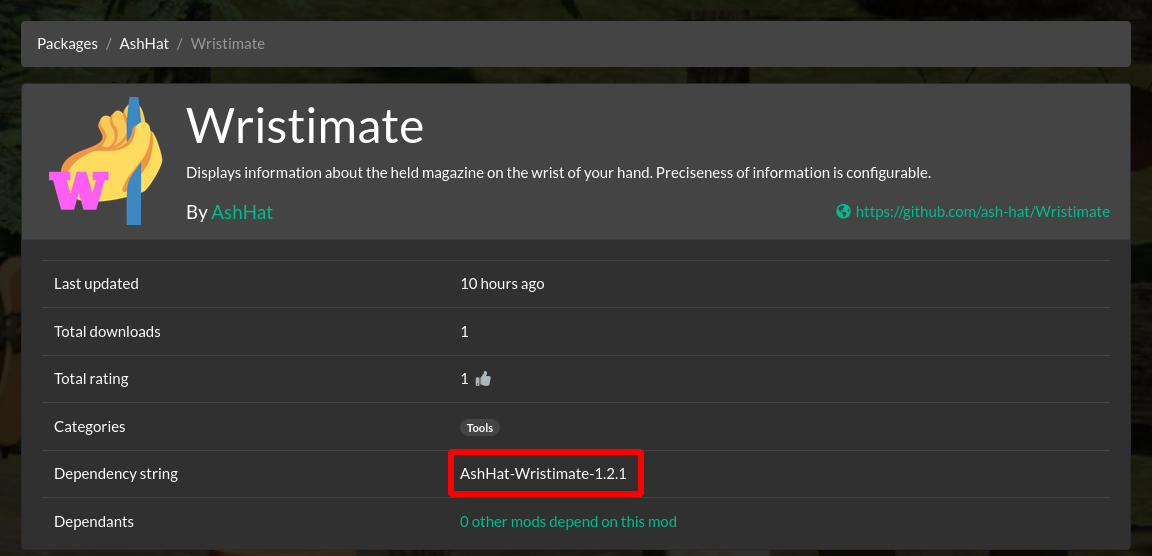 Packages / AshHat / Wristimate
Wristimate
Displays information about the held magazine on the wrist of your hand. Preciseness of information is configurable.
W
By AshHat https://github.com/ash-hat/Wristimate
Last updated 10 hours ago
Total downloads 1
Total rating 1
Categories Tools
Dependency string AshHat-Wristimate-1.2.1
Dependants 0 other mods depend on this mod